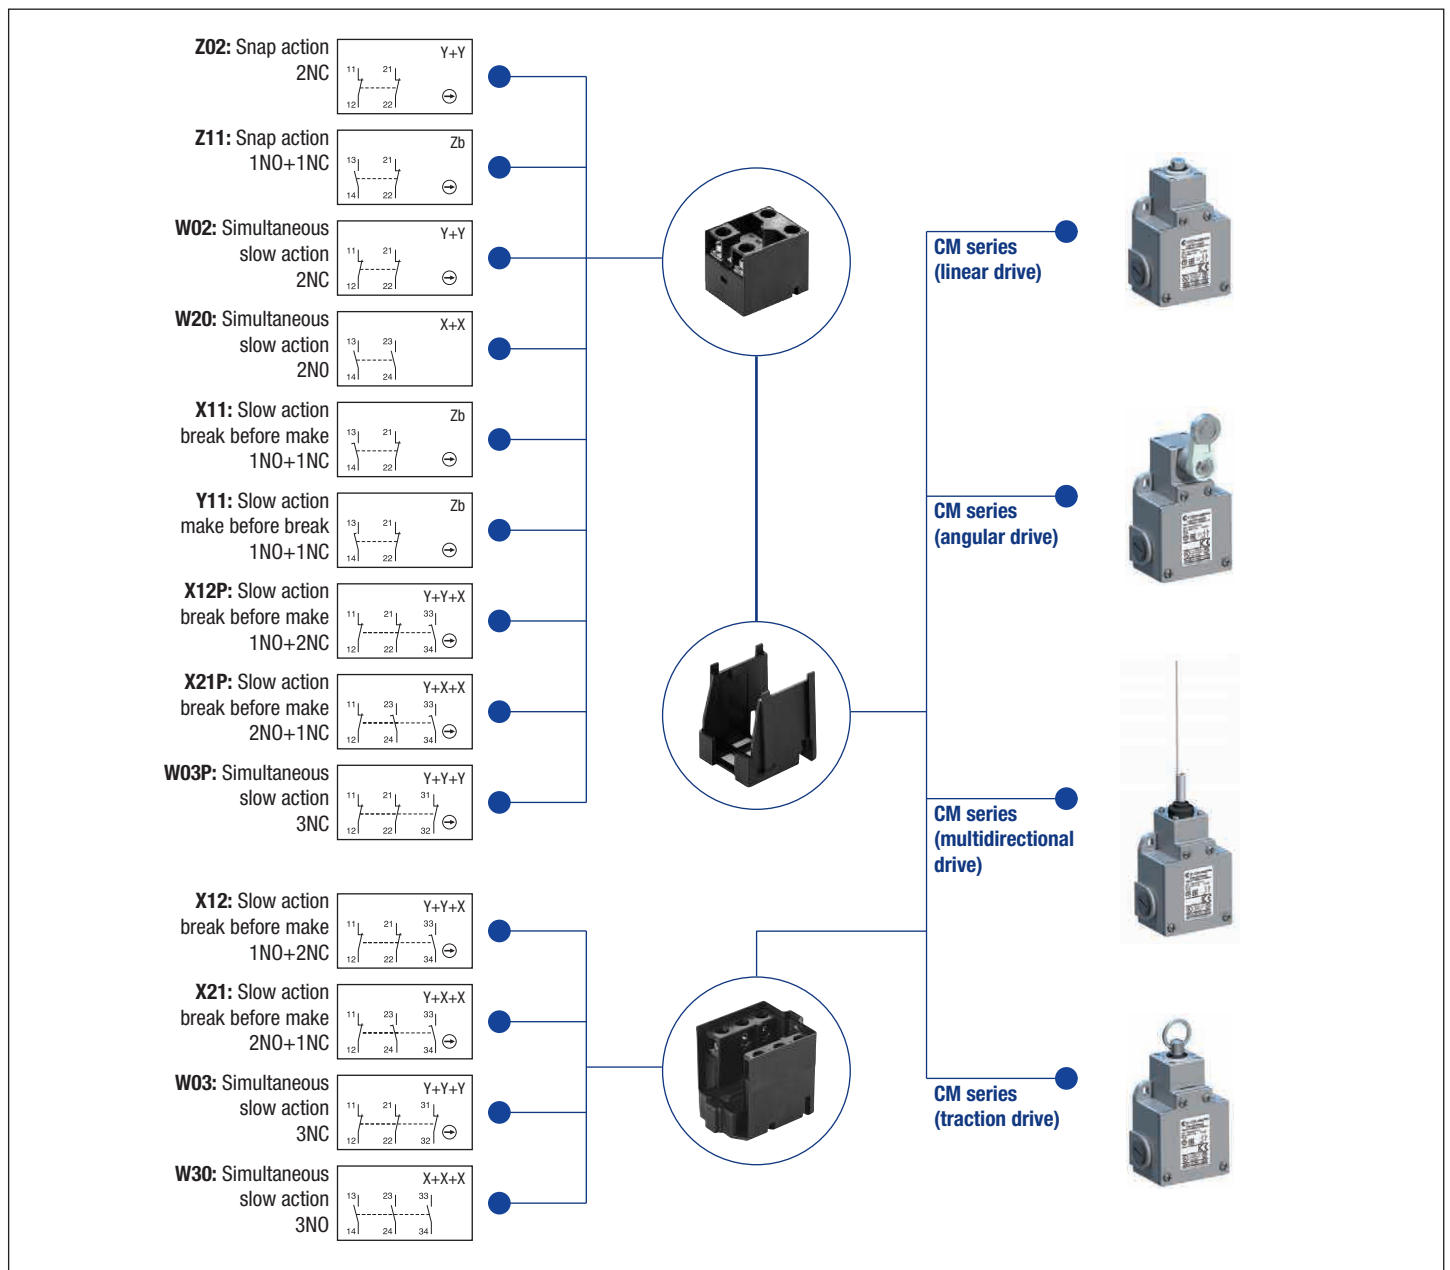 Z02: Snap action
2NC
Y+Y
11 21
12 22
Z11: Snap action
1NO+1NC
Zb
13 21
14 22
W02: Simultaneous
slow action
2NC
Y+Y
11 21
12 22
W20: Simultaneous
slow action
2NO
X+X
13 23
14 24
X11: Slow action
break before make
1NO+1NC
Zb
13 21
14 22
Y11: Slow action
make before break
1NO+1NC
Zb
13 21
14 22
X12P: Slow action
break before make
1NO+2NC
Y+Y+X
11 21 33
12 22 34
X21P: Slow action
break before make
2NO+1NC
Y+X+X
11 23 33
12 24 34
W03P: Simultaneous
slow action
3NC
Y+Y+Y
11 21 31
12 22 32
X12: Slow action
break before make
1NO+2NC
Y+Y+X
11 21 33
12 22 34
X21: Slow action
break before make
2NO+1NC
Y+X+X
11 23 33
12 24 34
W03: Simultaneous
slow action
3NC
Y+Y+Y
11 21 31
12 22 32
W30: Simultaneous
slow action
3NO
X+X+X
13 23 33
14 24 34
CM series
(linear drive)
CM series
(angular drive)
CM series
(multidirectional
drive)
CM series
(traction drive)